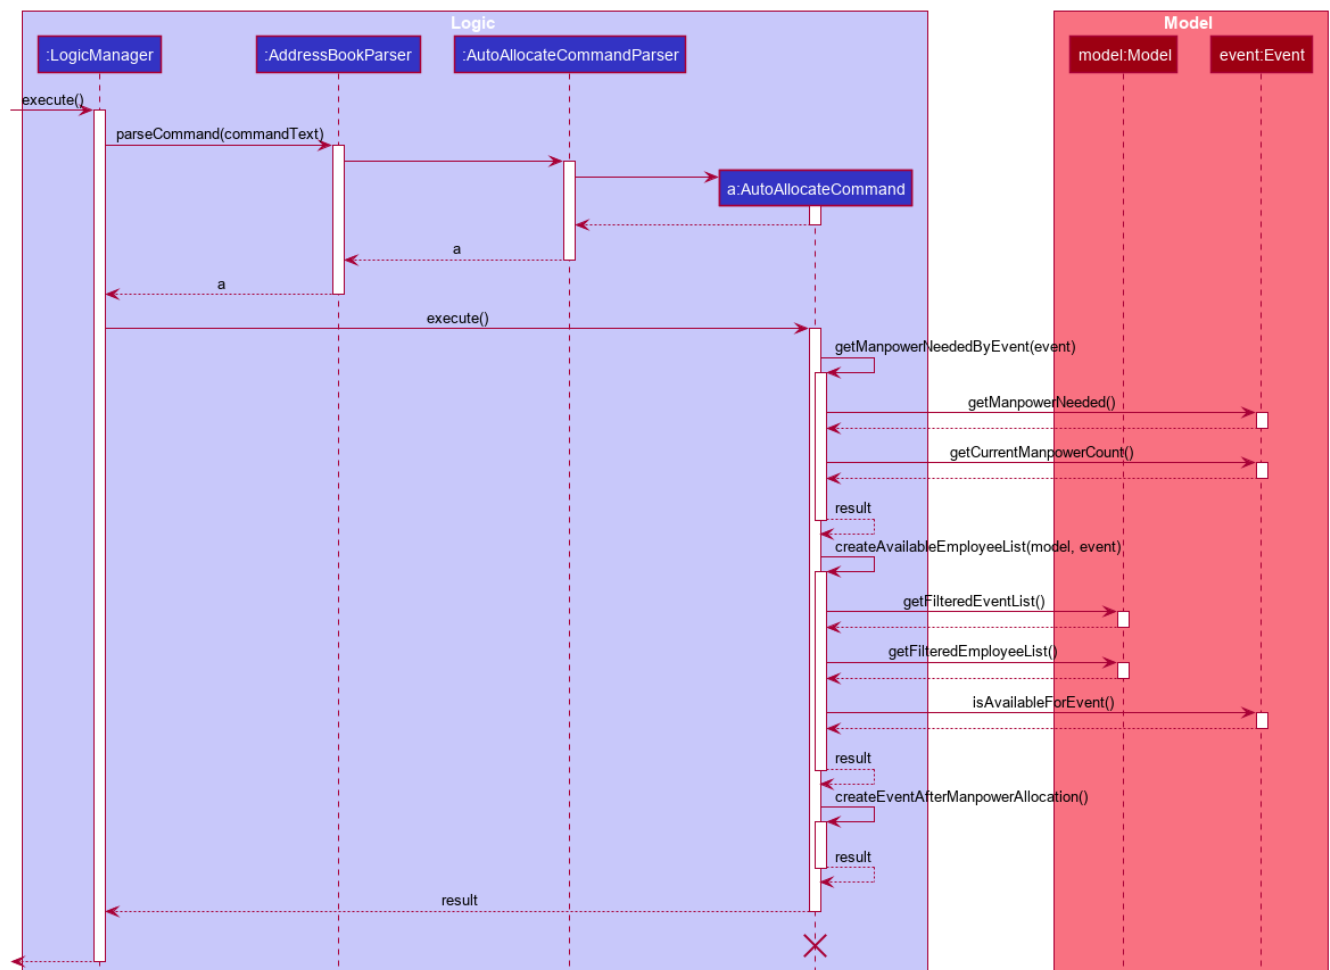 Logic
Model
:LogicManager
:AddressBookParser
:AutoAllocateCommandParser
model:Model
event:Event
execute()
parseCommand(commandText)
a:AutoAllocateCommand
a
a
execute()
getManpowerNeededByEvent(event)
getManpowerNeeded()
getCurrentManpowerCount()
result
createAvailableEmployeeList(model, event)
getFilteredEventList()
getFilteredEmployeeList()
isAvailableForEvent()
result
createEventAfterManpowerAllocation()
result
result